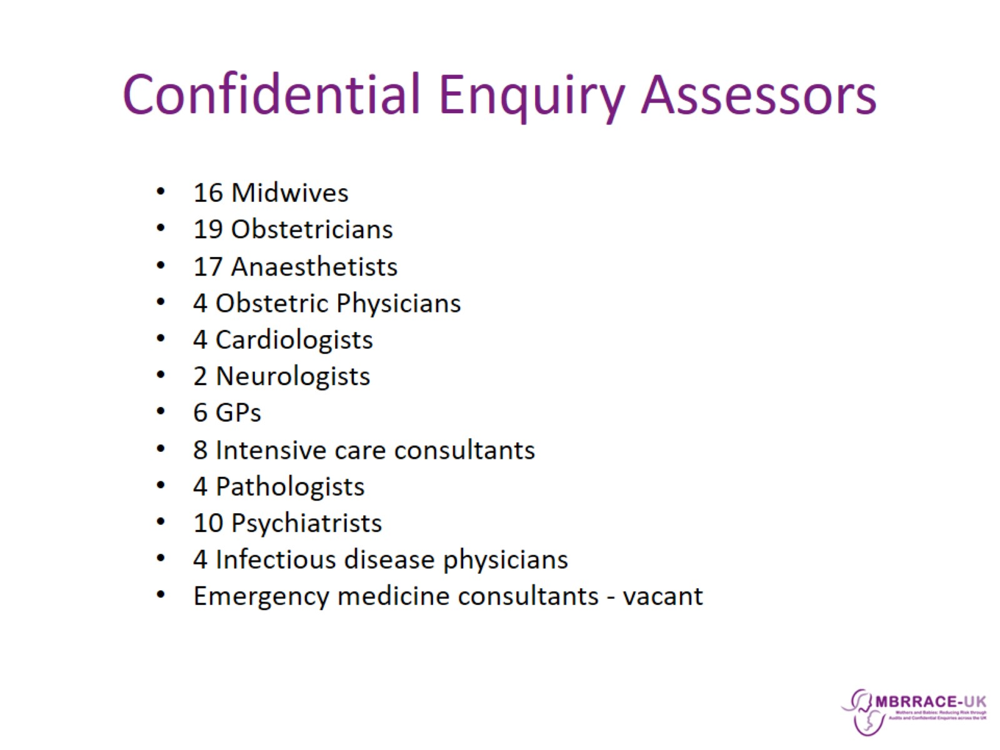 Confidential Enquiry Assessors
• 16 Midwives
• 19 Obstetricians
• 17 Anaesthetists
• 4 Obstetric Physicians
• 4 Cardiologists
• 2 Neurologists
• 6 GPs
• 8 Intensive care consultants
• 4 Pathologists
• 10 Psychiatrists
• 4 Infectious disease physicians
• Emergency medicine consultants - vacant
MBRRACE-UK
Mothers and Babies: Reducing Risk through
Audits and Confidential Enquiries across the UK